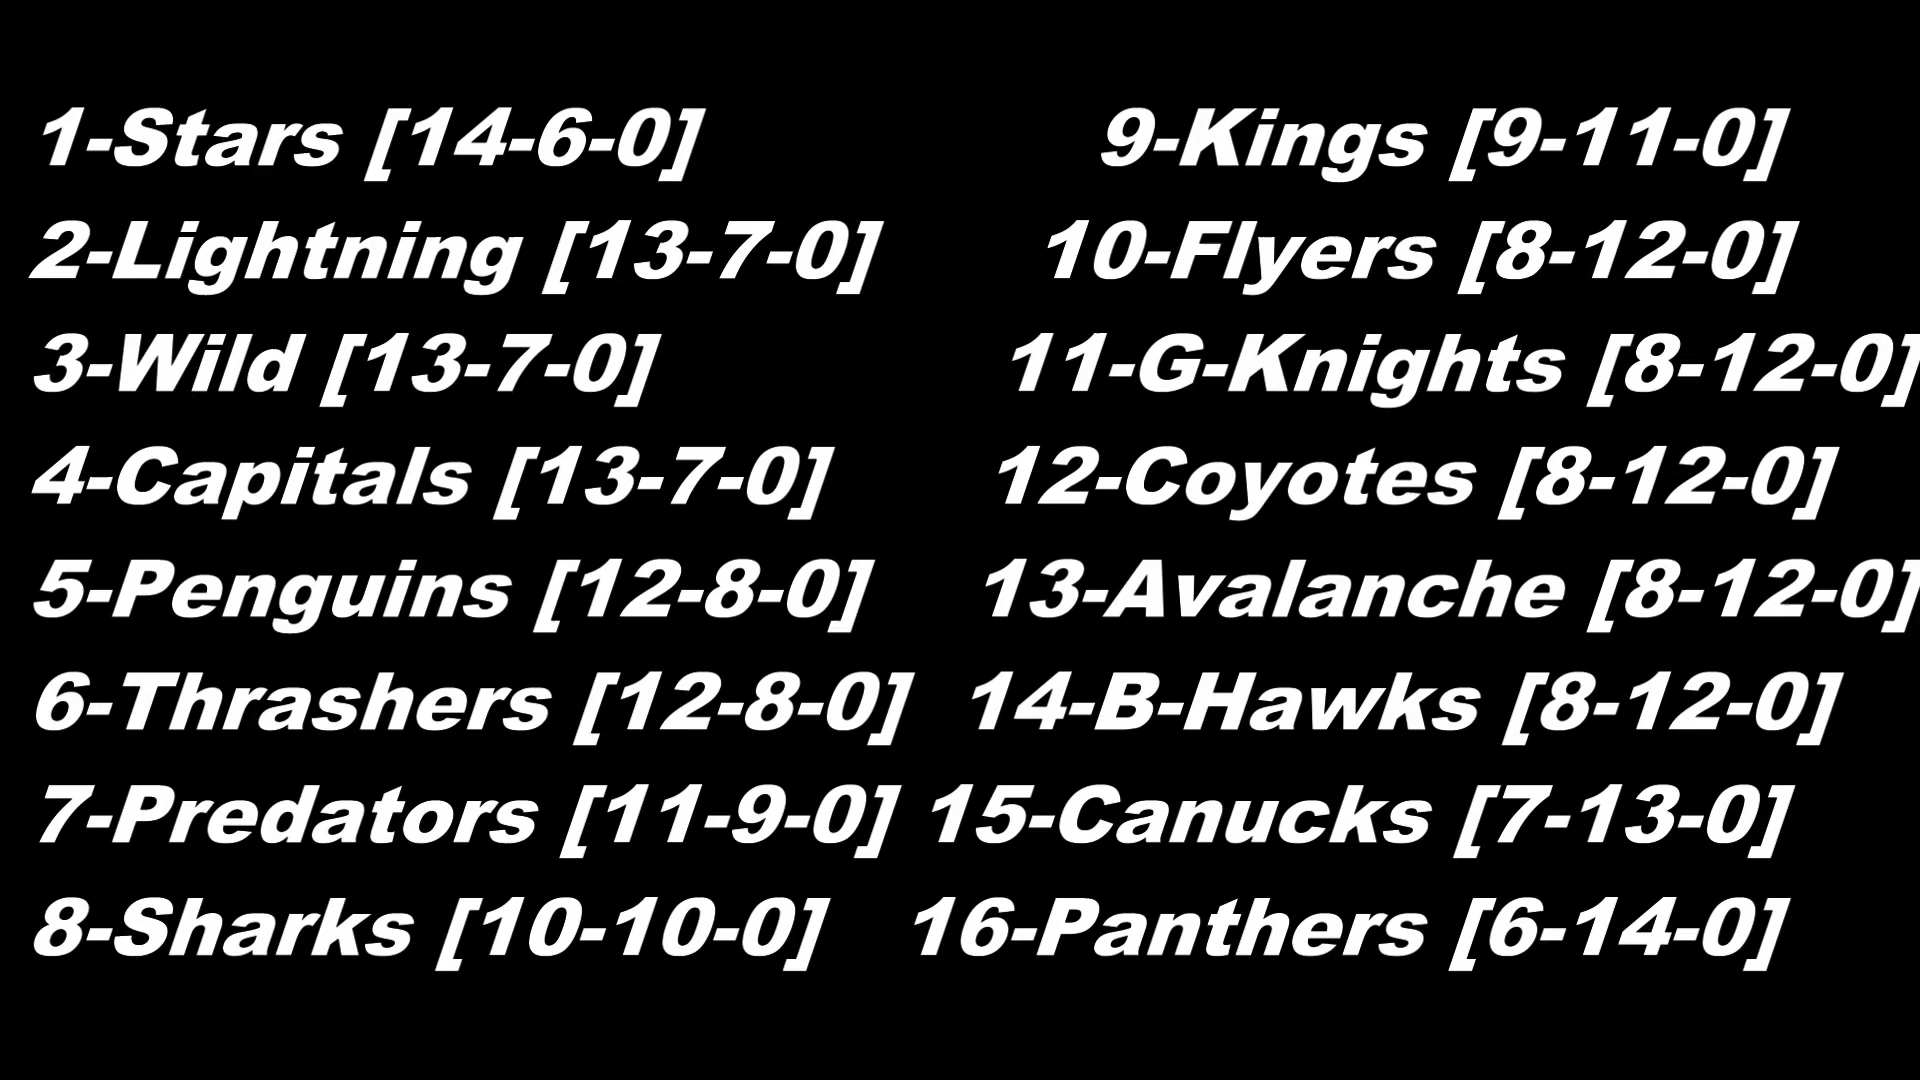 1-Stars [14-6-0]
2-Lightning [13-7-0]
3-Wild [13-7-0]
4-Capitals [13-7-0]
5-Penguins [12-8-0]
6-Thrashers [12-8-0]
7-Predators [11-9-0]
8-Sharks [10-10-0]
9-Kings [9-11-0]
10-Flyers [8-12-0]
11-G-Knights [8-12-0]
12-Coyotes [8-12-0]
13-Avalanche [8-12-0]
14-B-Hawks [8-12-0]
15-Canucks [7-13-0]
16-Panthers [6-14-0]